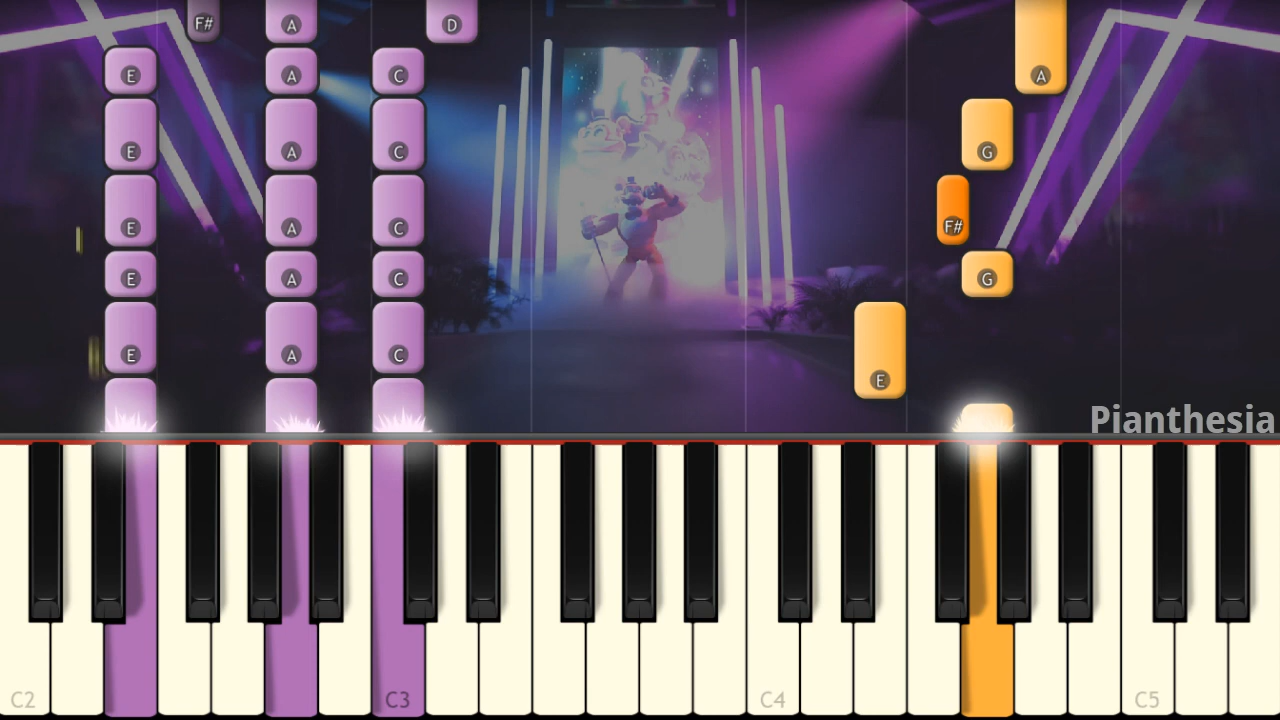 F# A D
E A C A
E A C G
E A C F#
E A C G
E A C
E
Pianthesia
C2 C3 C4 C5